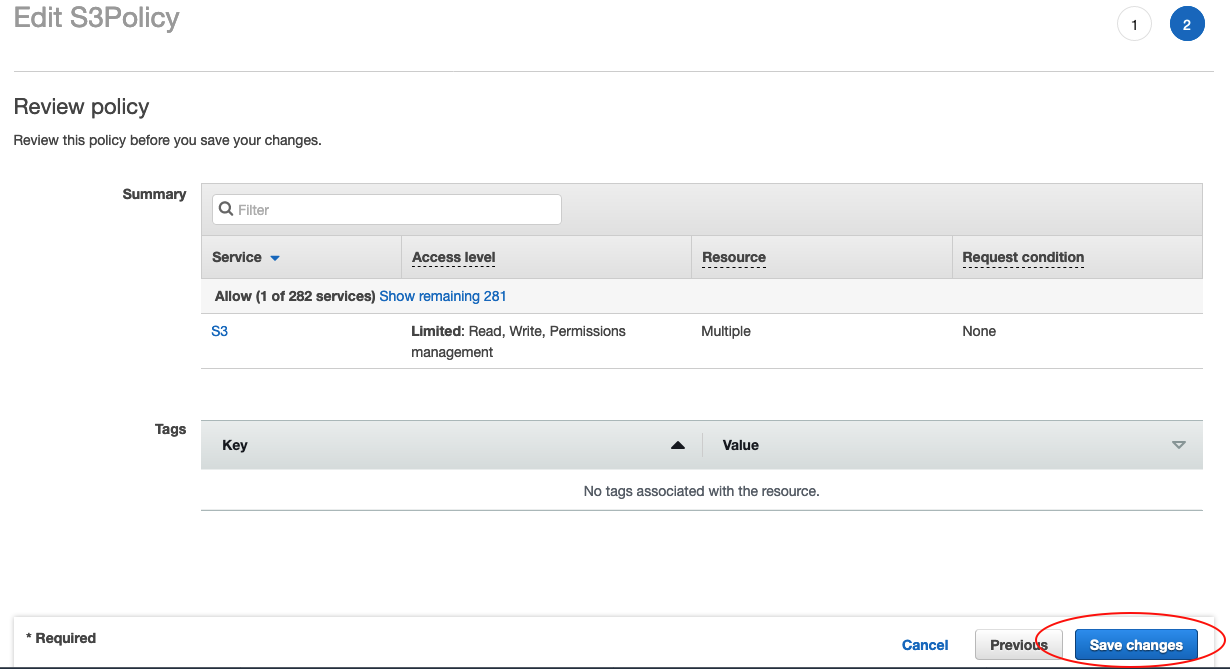 Edit S3Policy
1
2
Review policy
Review this policy before you save your changes.
Summary
Filter
Service Access level Resource Request condition
Allow (1 of 282 services) Show remaining 281
S3 Limited: Read, Write, Permissions Multiple None
management
Tags
Key Value
No tags associated with the resource.
* Required
Cancel Previous Save changes